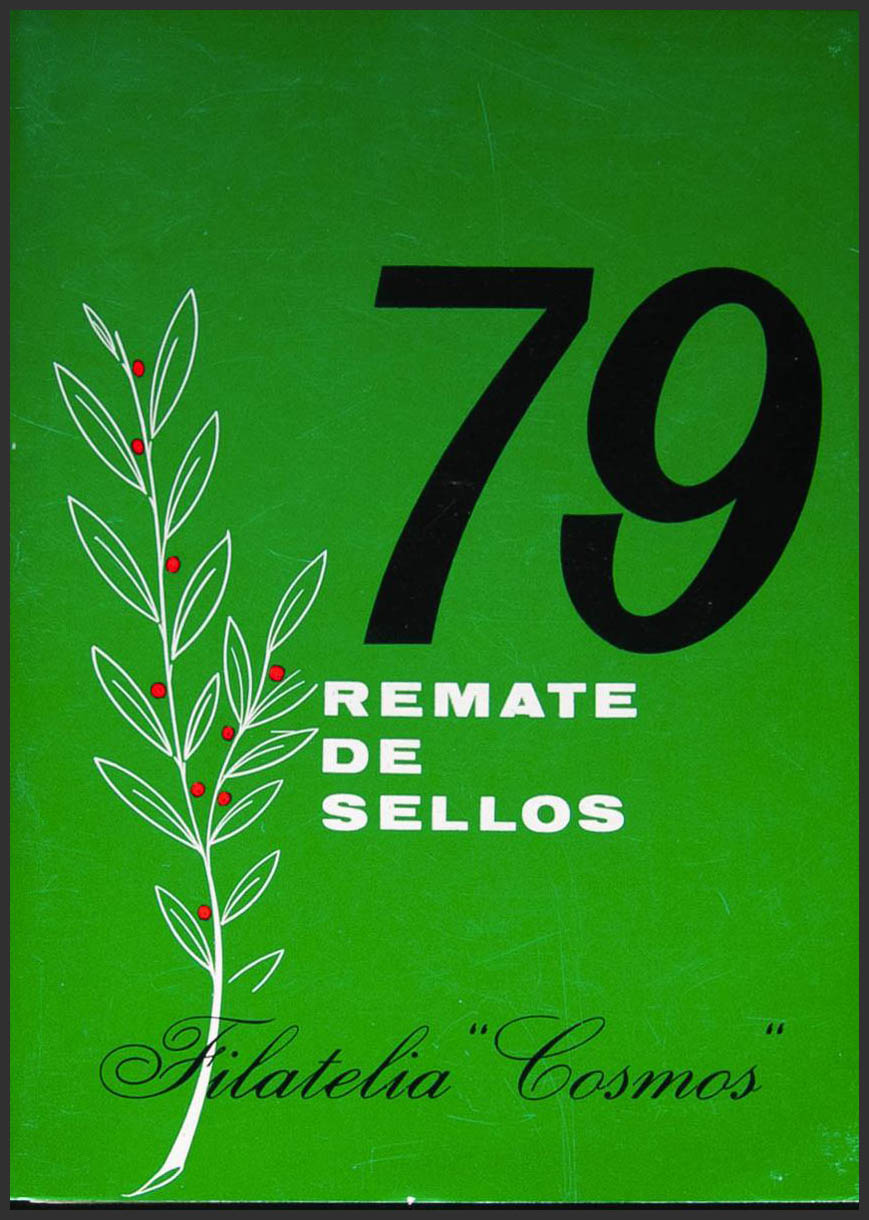 79
REMATE
DE
SELLOS
Filatelia “Cosmos“